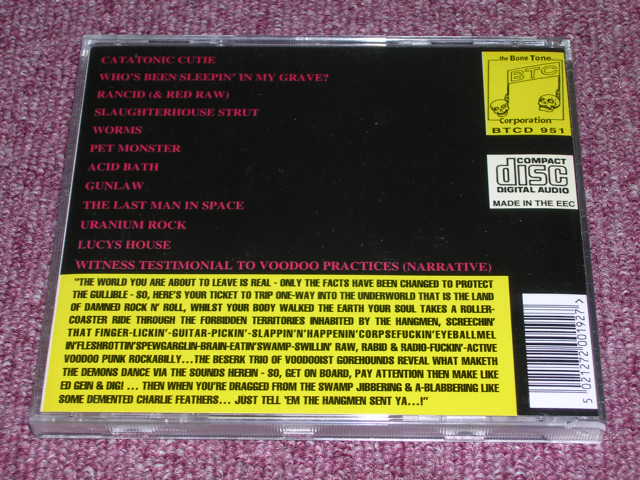 CATATONIC CUTIE
WHO'S BEEN SLEEPIN' IN MY GRAVE?
RANCID (& RED RAW)
SLAUGHTERHOUSE STRUT
WORMS
PET MONSTER
ACID BATH
GUNLAW
THE LAST MAN IN SPACE
URANIUM ROCK
LUCYS HOUSE
WITNESS TESTIMONIAL TO VOODOO PRACTICES (NARRATIVE)
the Bone Tone
BTC
Corporation
BTCD 951
COMPACT
disc
DIGITAL AUDIO
MADE IN THE EEC
"THE WORLD YOU ARE ABOUT TO LEAVE IS REAL - ONLY THE FACTS HAVE BEEN CHANGED TO PROTECT
THE GULLIBLE - SO, HERE'S YOUR TICKET TO TRIP ONE-WAY INTO THE UNDERWORLD THAT IS THE LAND
OF DAMNED ROCK N' ROLL, WHILST YOUR BODY WALKED THE EARTH YOUR SOUL TAKES A ROLLER-
COASTER RIDE THROUGH THE FORBIDDEN TERRITORIES INHABITED BY THE HANGMEN, SCREECHIN'
THAT FINGER-LICKIN'-GUITAR-PICKIN'-SLAPPIN'N'HAPPENIN'CORPSEFUCKIN'EYEBALLMEL
IN'FLESHROTTIN'SPEWGARGLIN-BRAIN-EATIN'SWAMP-SWILLIN' RAW, RABID & RADIO-FUCKIN'-ACTIVE
VOODOO PUNK ROCKABILLY...THE BESERK TRIO OF VOODOOIST GOREHOUNDS REVEAL WHAT MAKETH
THE DEMONS DANCE VIA THE SOUNDS HEREIN - SO, GET ON BOARD, PAY ATTENTION THEN MAKE LIKE
ED GEIN & DIG! ... THEN WHEN YOU'RE DRAGGED FROM THE SWAMP JIBBERING & A-BLABBERING LIKE
SOME DEMENTED CHARLIE FEATHERS... JUST TELL 'EM THE HANGMEN SENT YA...!"
5 021272 001927 >